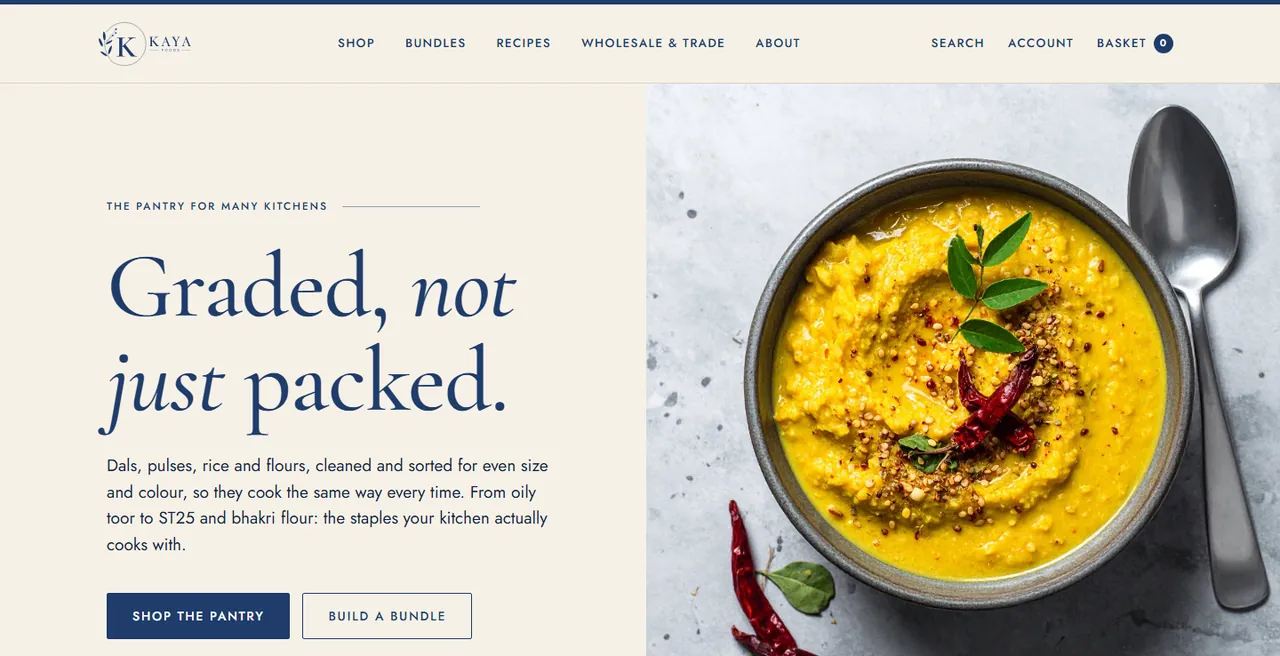 K KAYA
FOODS
SHOP BUNDLES RECIPES WHOLESALE & TRADE ABOUT
SEARCH ACCOUNT BASKET 0
THE PANTRY FOR MANY KITCHENS
Graded, not
just packed.
Dals, pulses, rice and flours, cleaned and sorted for even size
and colour, so they cook the same way every time. From oily
toor to ST25 and bhakri flour: the staples your kitchen actually
cooks with.
SHOP THE PANTRY BUILD A BUNDLE